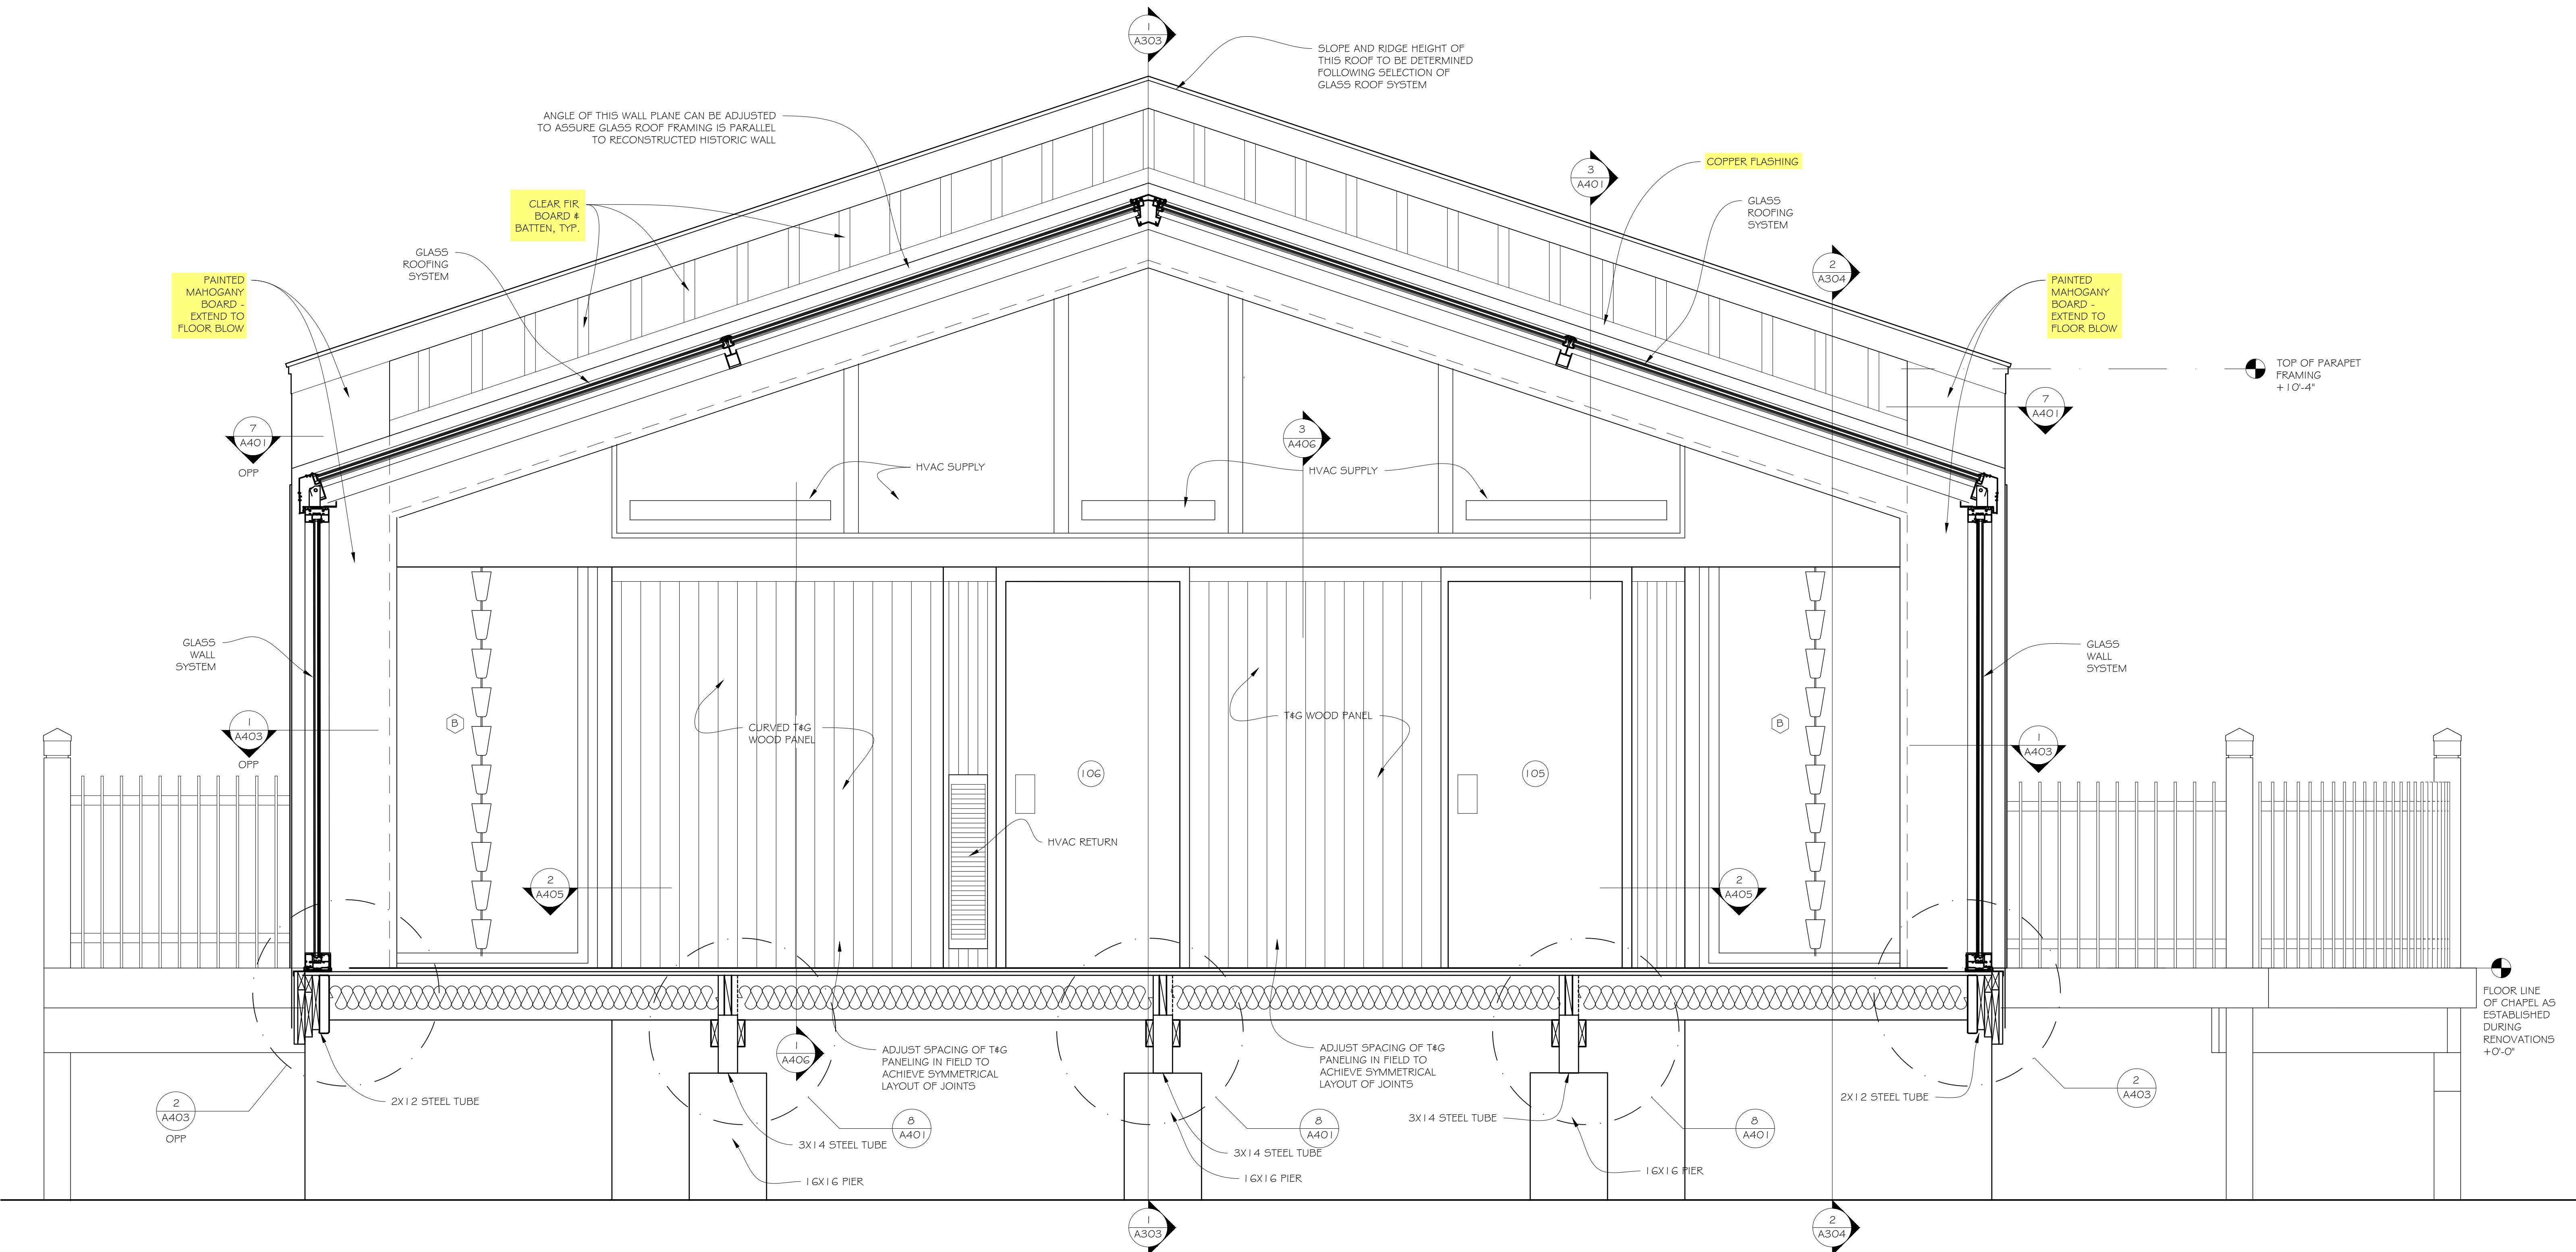 1
A303
SLOPE AND RIDGE HEIGHT OF
THIS ROOF TO BE DETERMINED
FOLLOWING SELECTION OF
GLASS ROOF SYSTEM
ANGLE OF THIS WALL PLANE CAN BE ADJUSTED
TO ASSURE GLASS ROOF FRAMING IS PARALLEL
TO RECONSTRUCTED HISTORIC WALL
COPPER FLASHING
3
A401
CLEAR FIR
BOARD &
BATTEN, TYP.
GLASS
ROOFING
SYSTEM
GLASS
ROOFING
SYSTEM
2
A304
PAINTED
MAHOGANY
BOARD -
EXTEND TO
FLOOR BLOW
PAINTED
MAHOGANY
BOARD -
EXTEND TO
FLOOR BLOW
TOP OF PARAPET
FRAMING
+10'-4"
7
A401
OPP
7
A401
3
A406
HVAC SUPPLY
HVAC SUPPLY
GLASS
WALL
SYSTEM
GLASS
WALL
SYSTEM
1
A403
OPP
B
CURVED T&G
WOOD PANEL
T&G WOOD PANEL
B
1
A403
106
105
HVAC RETURN
2
A405
2
A405
FLOOR LINE
OF CHAPEL AS
ESTABLISHED
DURING
RENOVATIONS
+0'-0"
1
A406
ADJUST SPACING OF T&G
PANELING IN FIELD TO
ACHIEVE SYMMETRICAL
LAYOUT OF JOINTS
ADJUST SPACING OF T&G
PANELING IN FIELD TO
ACHIEVE SYMMETRICAL
LAYOUT OF JOINTS
2
A403
OPP
2X12 STEEL TUBE
8
A401
3X14 STEEL TUBE
16X16 PIER
8
A401
3X14 STEEL TUBE
16X16 PIER
3X14 STEEL TUBE
8
A401
16X16 PIER
2X12 STEEL TUBE
2
A403
1
A303
2
A304